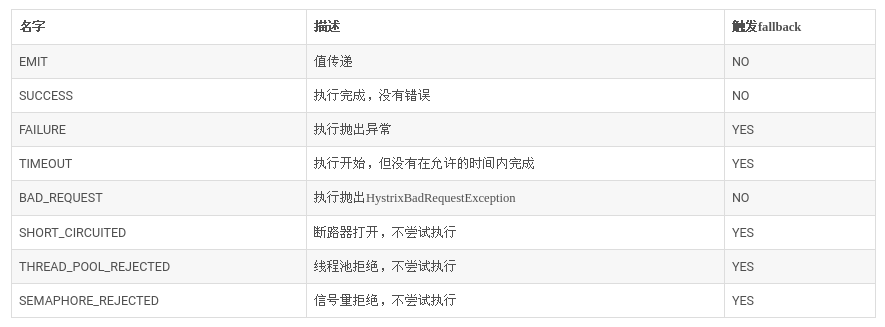 名字 描述 触发fallback
EMIT 值传递 NO
SUCCESS 执行完成，没有错误 NO
FAILURE 执行抛出异常 YES
TIMEOUT 执行开始，但没有在允许的时间内完成 YES
BAD_REQUEST 执行抛出HystrixBadRequestException NO
SHORT_CIRCUITED 断路器打开，不尝试执行 YES
THREAD_POOL_REJECTED 线程池拒绝，不尝试执行 YES
SEMAPHORE_REJECTED 信号量拒绝，不尝试执行 YES